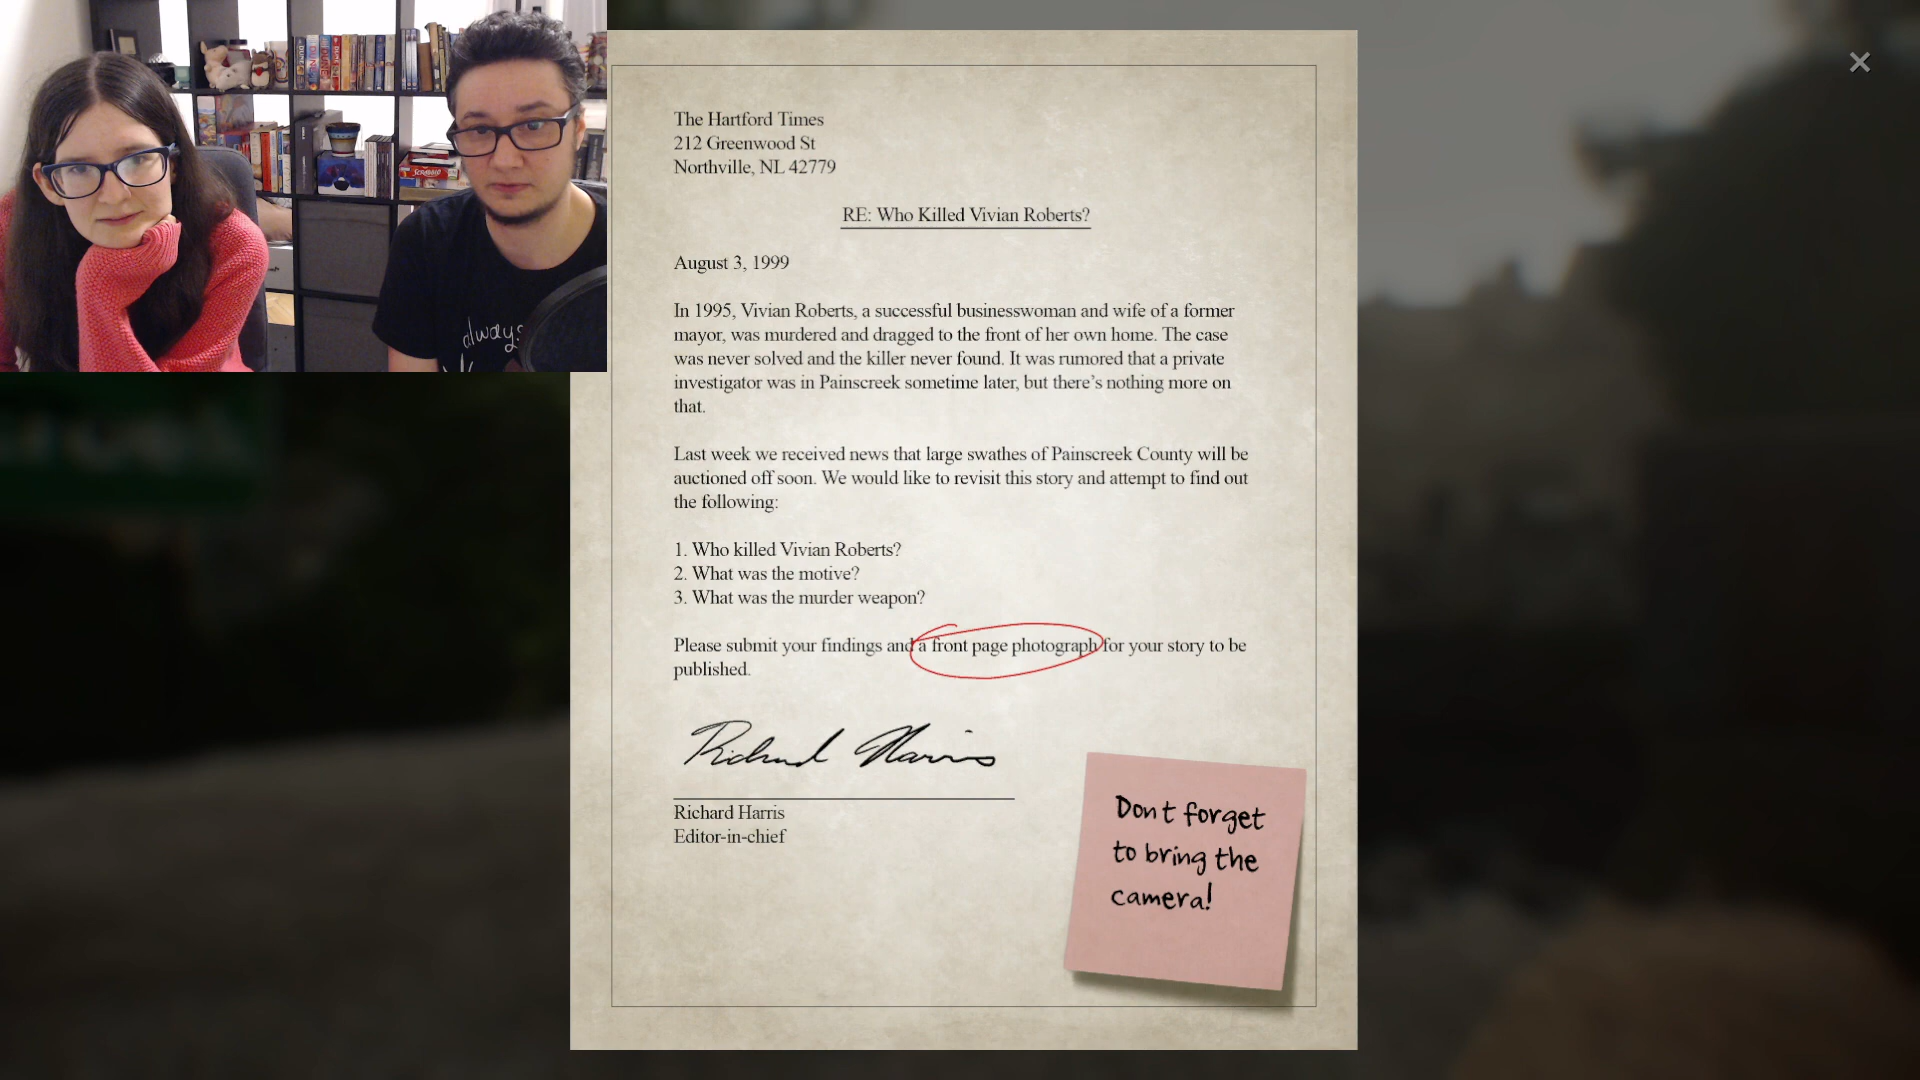 The Hartford Times
212 Greenwood St
Northville, NL 42779
RE: Who Killed Vivian Roberts?
August 3, 1999
In 1995, Vivian Roberts, a successful businesswoman and wife of a former
mayor, was murdered and dragged to the front of her own home. The case
was never solved and the killer never found. It was rumored that a private
investigator was in Painscreek sometime later, but there's nothing more on
that.
Last week we received news that large swathes of Painscreek County will be
auctioned off soon. We would like to revisit this story and attempt to find out
the following:
1. Who killed Vivian Roberts?
2. What was the motive?
3. What was the murder weapon?
Please submit your findings and a front page photograph for your story to be
published.
Richard Harris
Richard Harris
Editor-in-chief
Dont forget
to bring the
camera!
always
SCRABBLE
DUNE